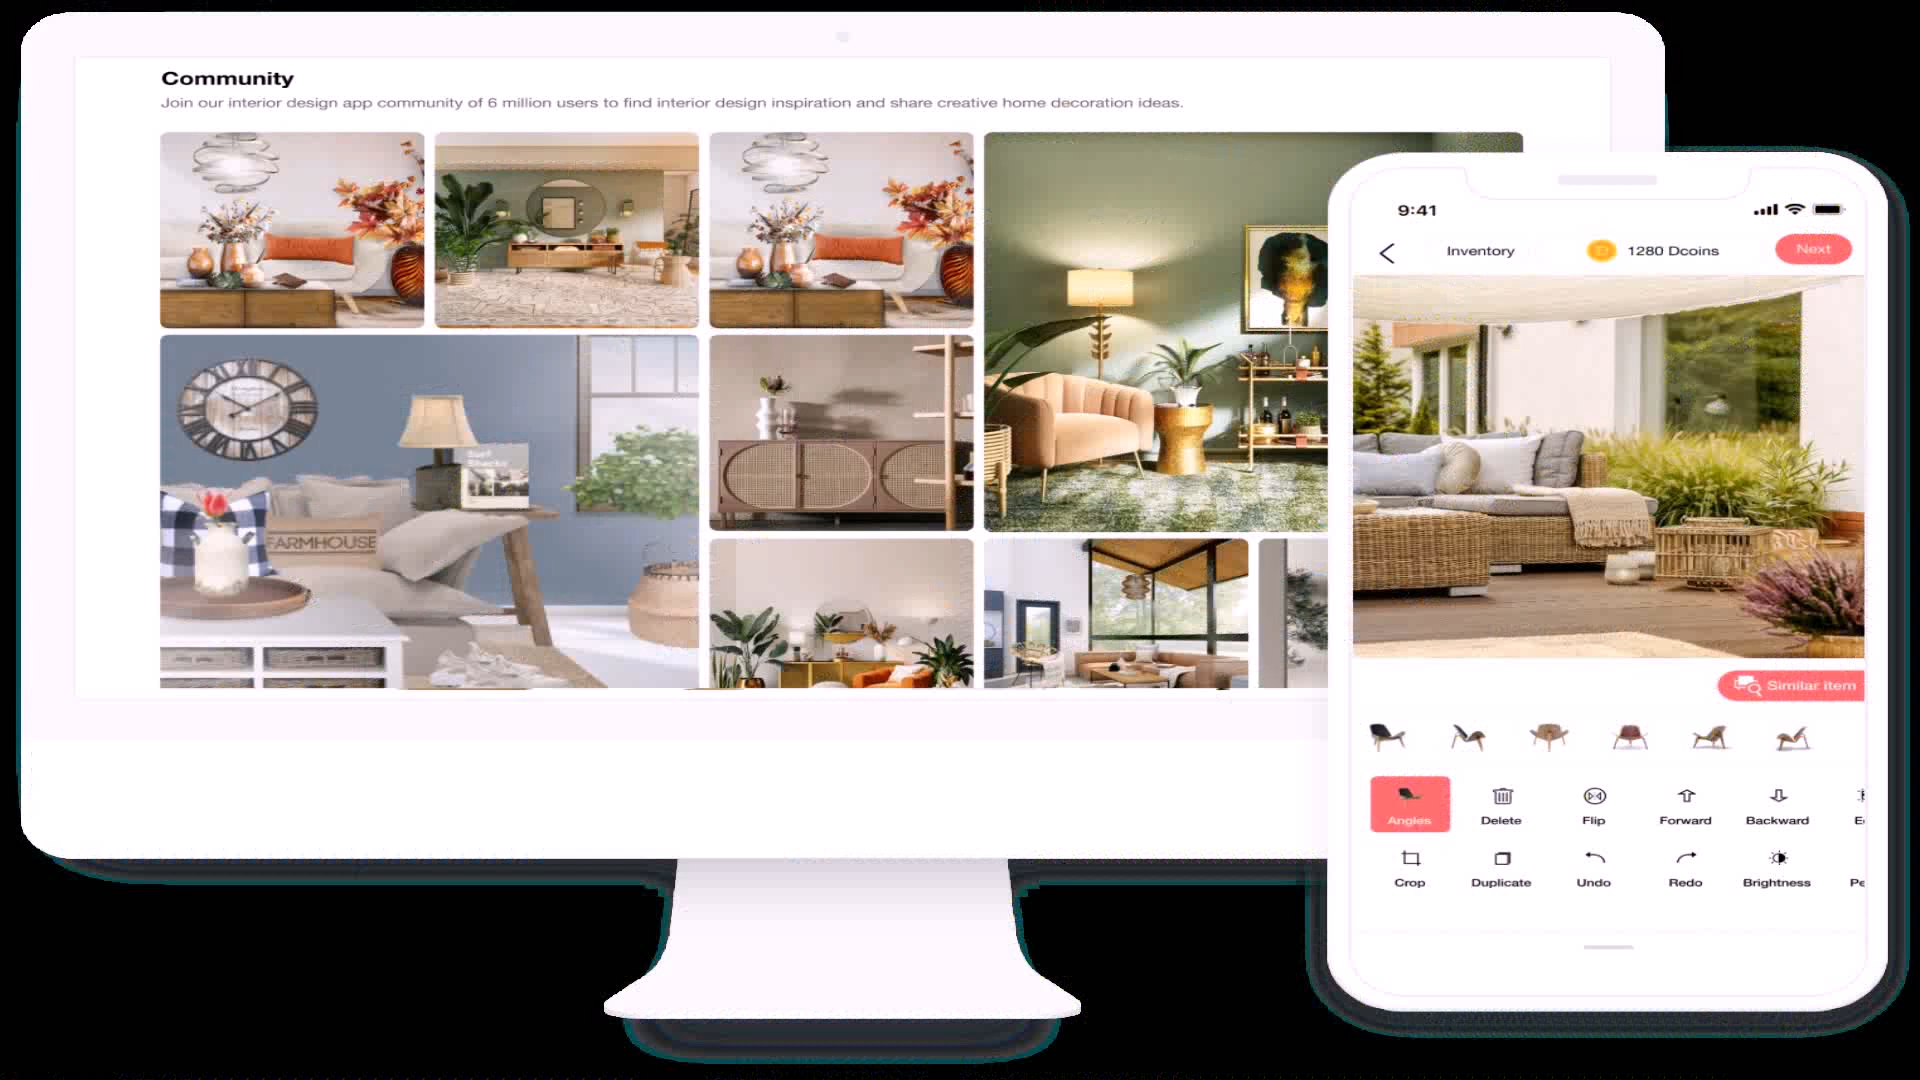 Community
Join our interior design app community of 6 million users to find interior design inspiration and share creative home decoration ideas.
Surf
Shacks
FARMHOUSE
9:41
Inventory
1280 Dcoins
Next
Similar item
Angles
Delete
Flip
Forward
Backward
Crop
Duplicate
Undo
Redo
Brightness